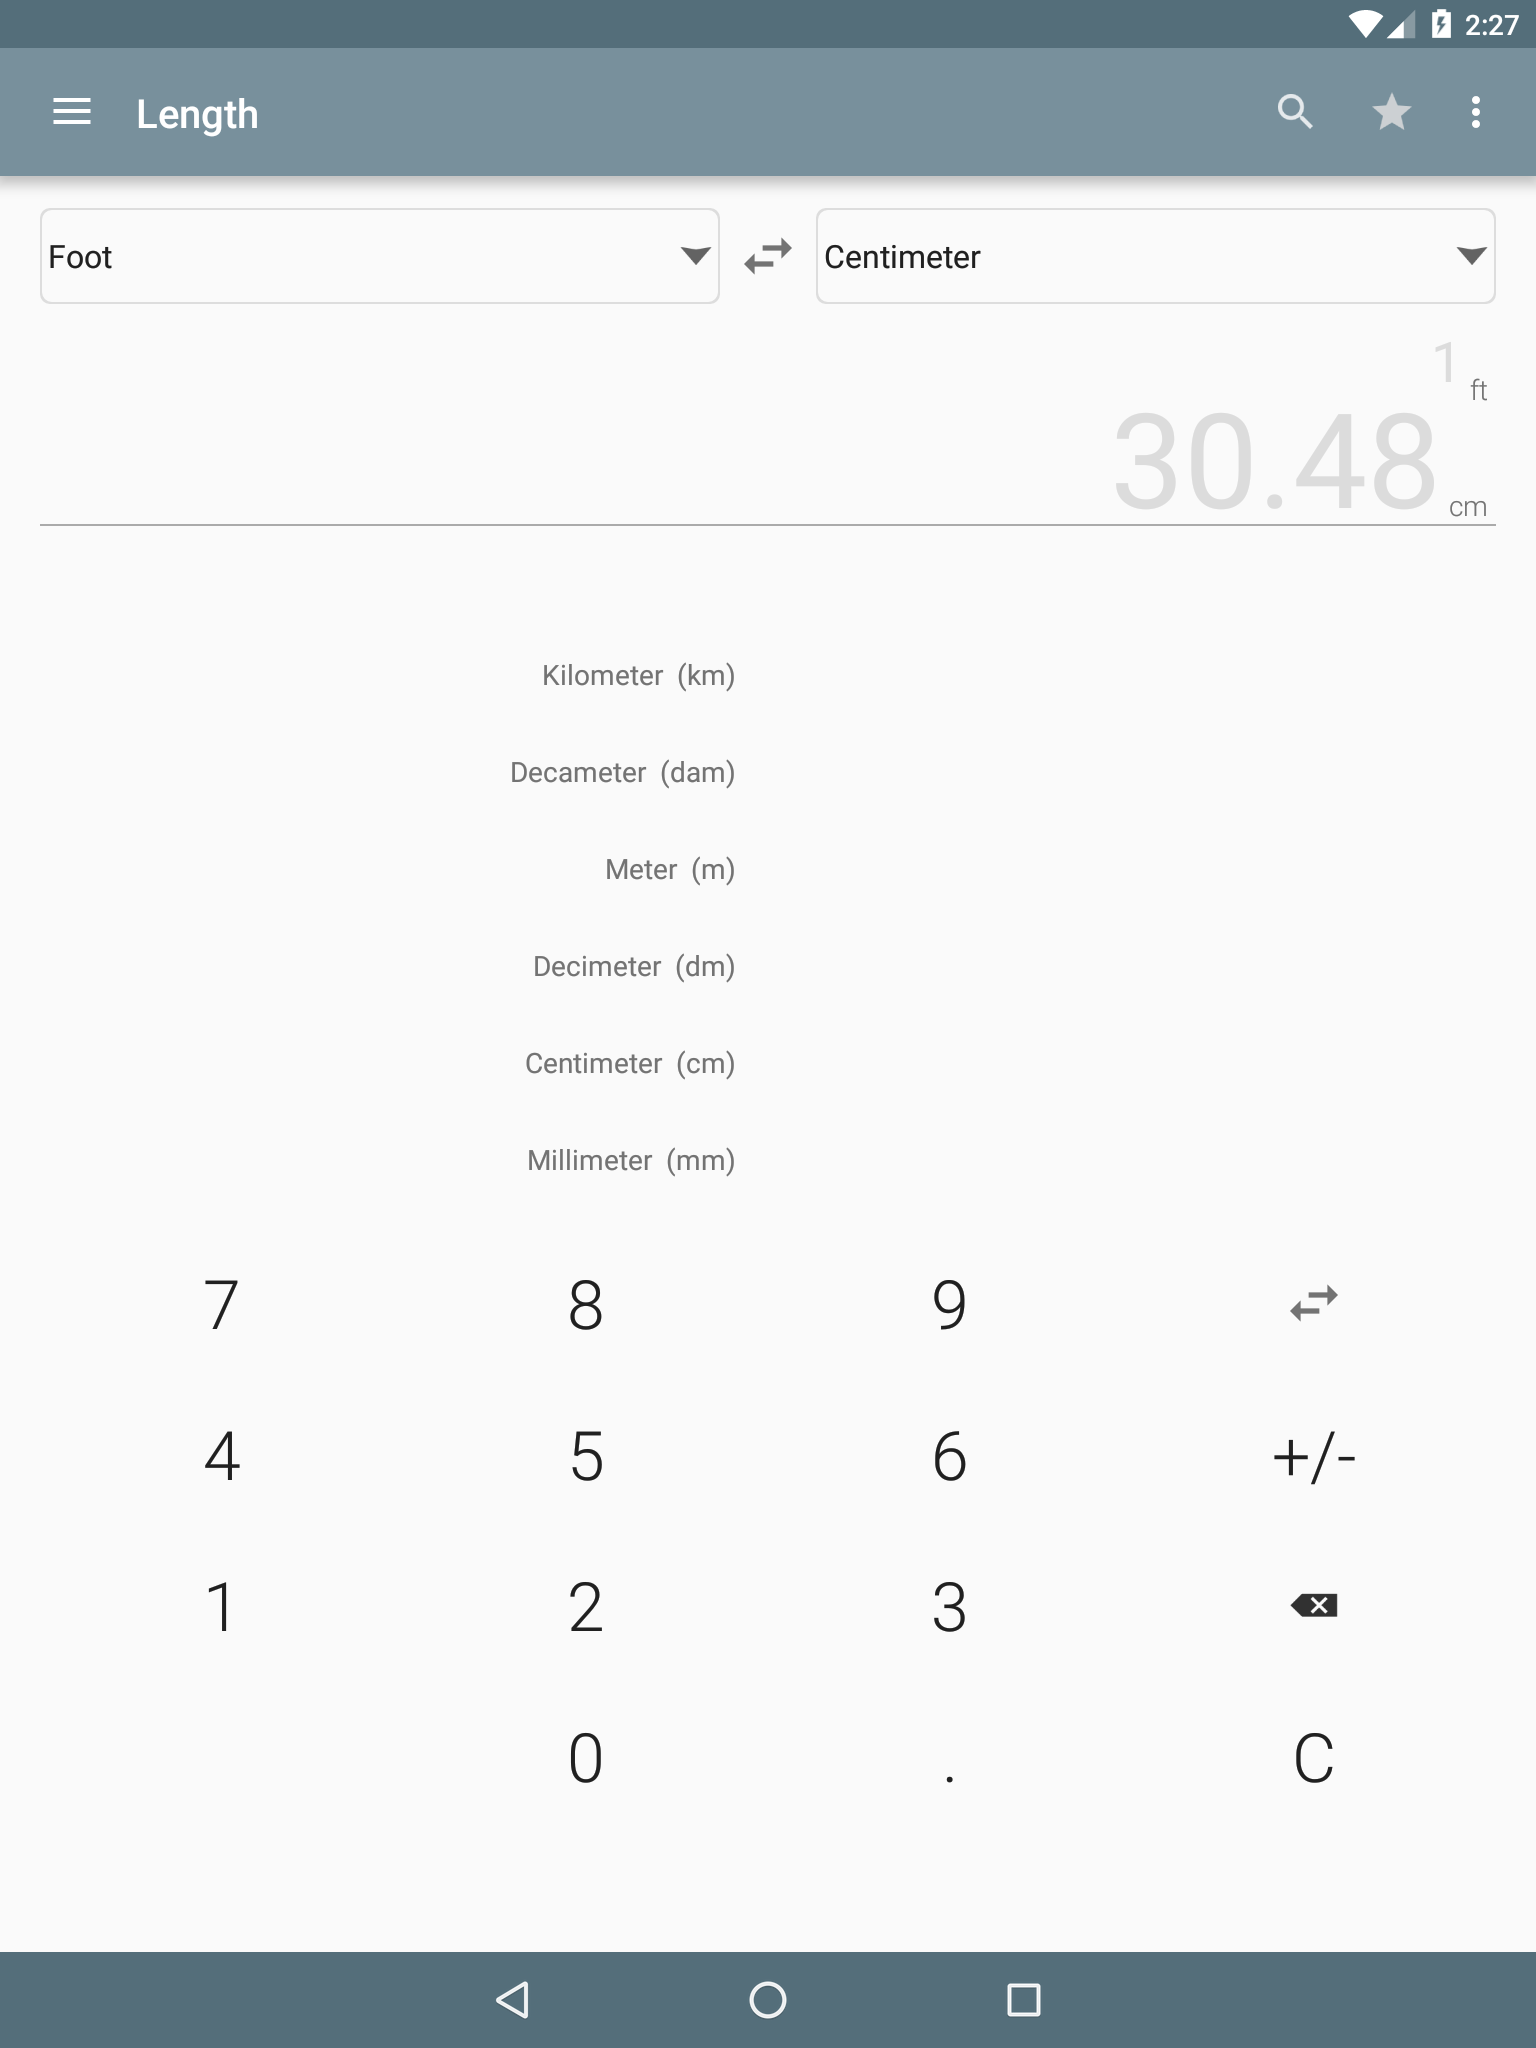 2:27
Length
Foot
Centimeter
1 ft
30.48 cm
Kilometer (km)
Decameter (dam)
Meter (m)
Decimeter (dm)
Centimeter (cm)
Millimeter (mm)
7 8 9
4 5 6 +/-
1 2 3
0 . C